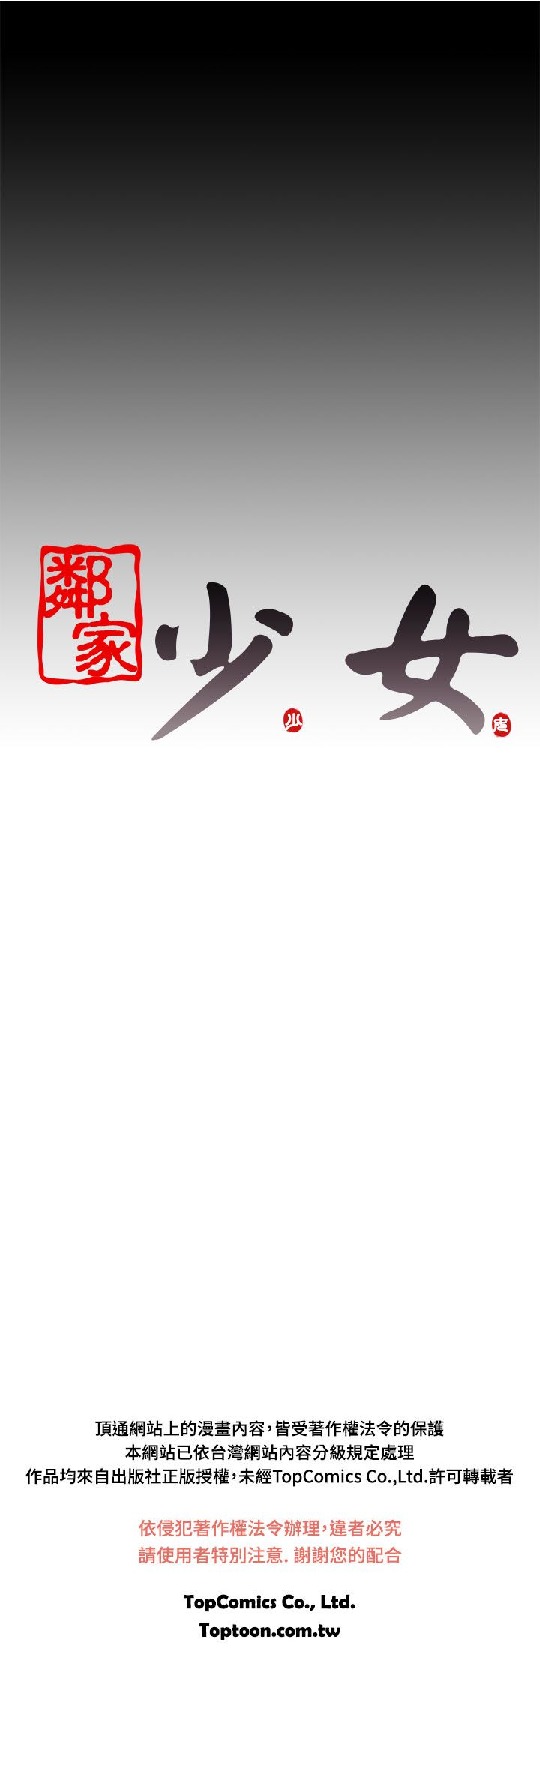 鄰家
少女
頂通網站上的漫畫內容，皆受著作權法令的保護
本網站已依台灣網站內容分級規定處理
作品均來自出版社正版授權，未經TopComics Co.,Ltd.許可轉載者
依侵犯著作權法令辦理，違者必究
請使用者特別注意. 謝謝您的配合
TopComics Co., Ltd.
Toptoon.com.tw